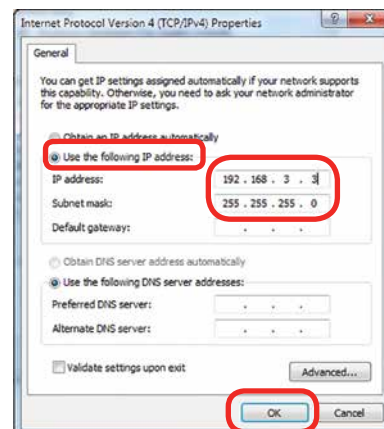 Internet Protocol Version 4 (TCP/IPv4) Properties
General
You can get IP settings assigned automatically if your network supports
this capability. Otherwise, you need to ask your network administrator
for the appropriate IP settings.
Obtain an IP address automatically
Use the following IP address:
IP address: 192 . 168 . 3 . 3
Subnet mask: 255 . 255 . 255 . 0
Default gateway: . . .
Obtain DNS server address automatically
Use the following DNS server addresses:
Preferred DNS server: . . .
Alternate DNS server: . . .
Validate settings upon exit Advanced...
OK Cancel